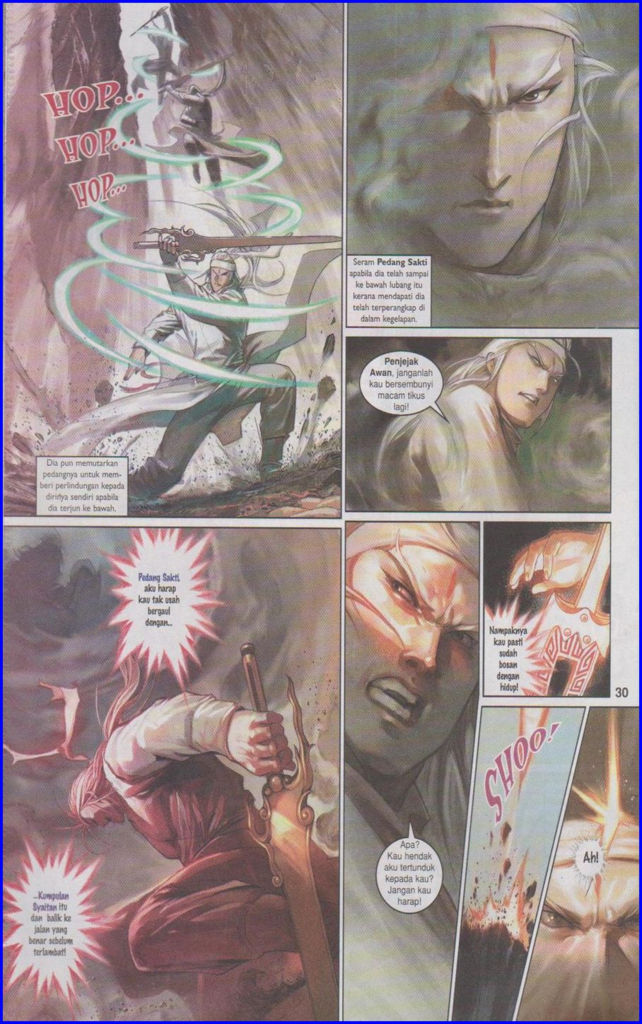 HOP...
HOP...
HOP...
Dia pun memutarkan
pedangnya untuk mem-
beri perlindungan kepada
dirinya sendiri apabila
dia terjun ke bawah.
Seram Pedang Sakti
apabila dia telah sampai
ke bawah lubang itu
kerana mendapati dia
telah terperangkap di
dalam kegelapan.
Penjejak
Awan, janganlah
kau bersembunyi
macam tikus
lagi!
Pedang Sakti,
aku harap
kau tak usah
bergaul
dengan...
...Kumpulan
Syaitan itu
dan balik ke
jalan yang
benar sebelum
terlambat!
Apa?
Kau hendak
aku tertunduk
kepada kau?
Jangan kau
harap!
Nampaknya
kau pasti
sudah
bosan
dengan
hidup!
30
SHOO!
Ah!